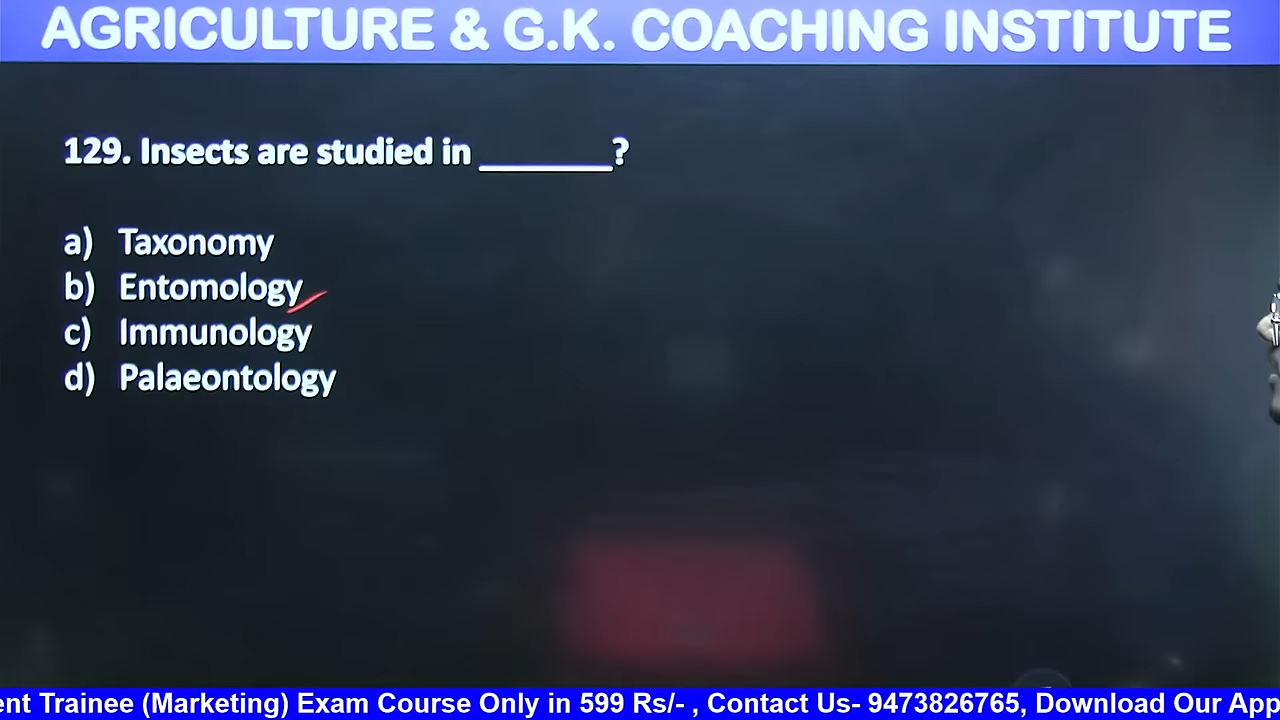 AGRICULTURE & G.K. COACHING INSTITUTE
129. Insects are studied in ________?
a) Taxonomy
b) Entomology
c) Immunology
d) Palaeontology
ent Trainee (Marketing) Exam Course Only in 599 Rs/- , Contact Us- 9473826765, Download Our App